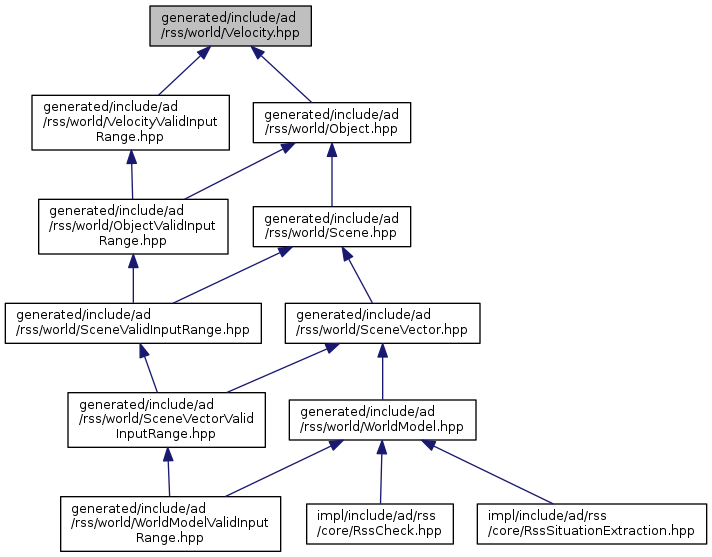 generated/include/ad
/rss/world/Velocity.hpp
generated/include/ad
/rss/world/VelocityValidInput
Range.hpp
generated/include/ad
/rss/world/Object.hpp
generated/include/ad
/rss/world/ObjectValidInput
Range.hpp
generated/include/ad
/rss/world/Scene.hpp
generated/include/ad
/rss/world/SceneValidInputRange.hpp
generated/include/ad
/rss/world/SceneVector.hpp
generated/include/ad
/rss/world/SceneVectorValid
InputRange.hpp
generated/include/ad
/rss/world/WorldModel.hpp
generated/include/ad
/rss/world/WorldModelValidInput
Range.hpp
impl/include/ad/rss
/core/RssCheck.hpp
impl/include/ad/rss
/core/RssSituationExtraction.hpp